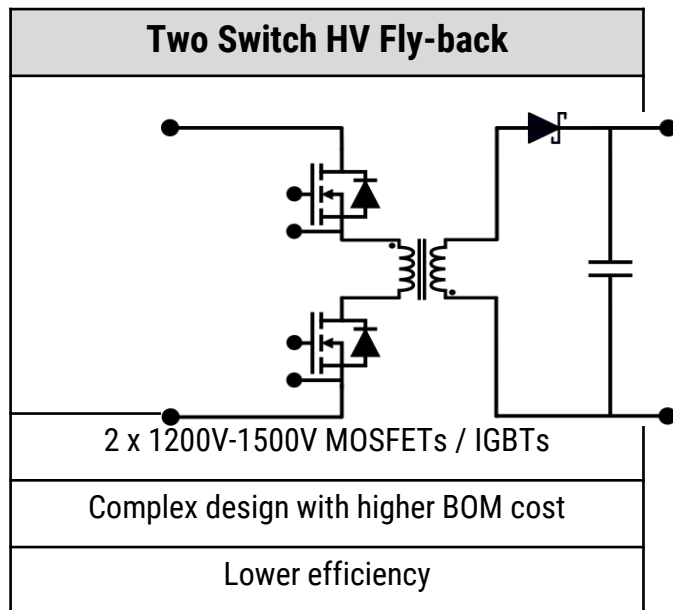 Two Switch HV Fly-back
2 x 1200V-1500V MOSFETs / IGBTs
Complex design with higher BOM cost
Lower efficiency